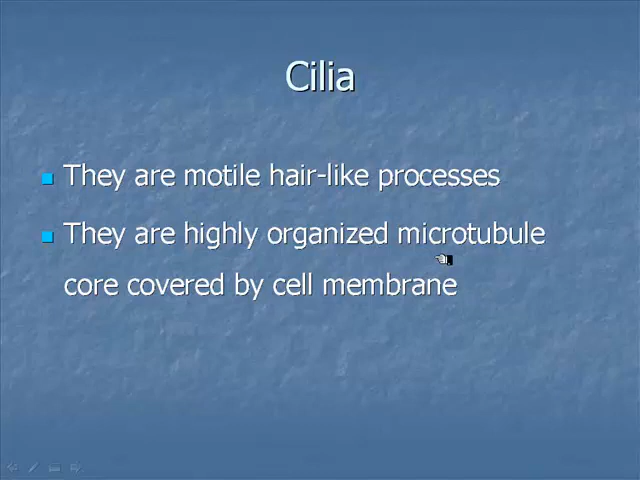 Cilia
They are motile hair-like processes
They are highly organized microtubule
core covered by cell membrane